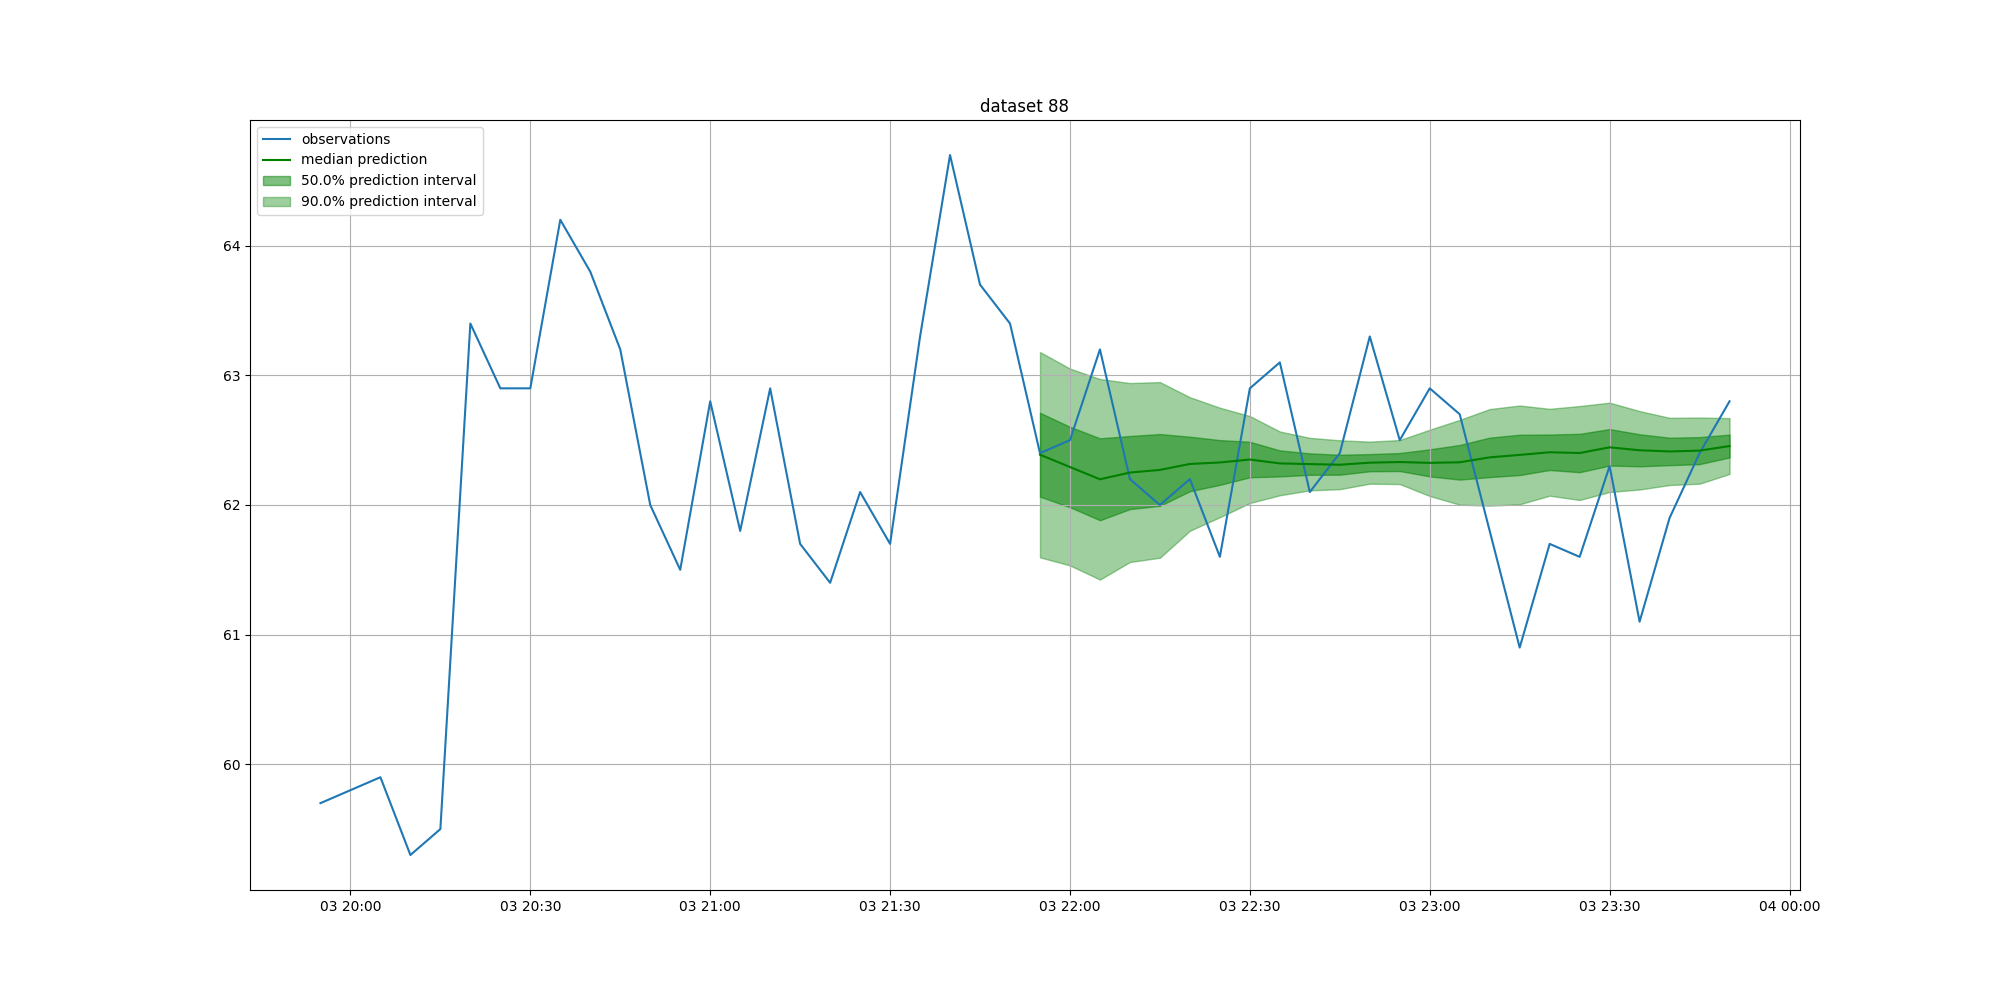 dataset 88
observations
median prediction
50.0% prediction interval
90.0% prediction interval
64
63
62
61
60
03 20:00
03 20:30
03 21:00
03 21:30
03 22:00
03 22:30
03 23:00
03 23:30
04 00:00